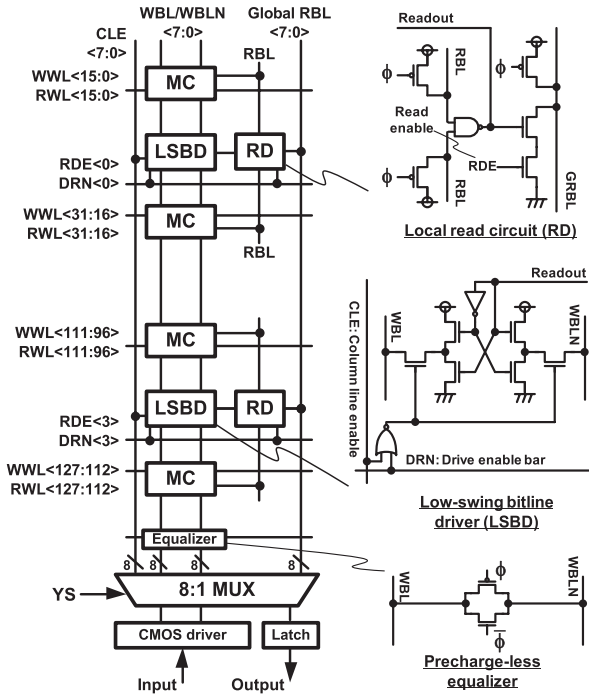 WBL/WBLN
<7:0>
Global RBL
<7:0>
CLE
<7:0>
RBL
WWL<15:0>
RWL<15:0>
MC
RDE<0>
DRN<0>
LSBD
RD
WWL<31:16>
RWL<31:16>
MC
RBL
WWL<111:96>
RWL<111:96>
MC
RDE<3>
DRN<3>
LSBD
RD
WWL<127:112>
RWL<127:112>
MC
Equalizer
8
8
8
8
YS
8:1 MUX
CMOS driver
Latch
Input
Output
Readout
RBL
ϕ
ϕ
Read
enable
RDE
ϕ
RBL
GRBL
Local read circuit (RD)
Readout
CLE: Column line enable
WBL
WBLN
DRN: Drive enable bar
Low-swing bitline
driver (LSBD)
WBL
ϕ
WBLN
ϕ̅
Precharge-less
equalizer